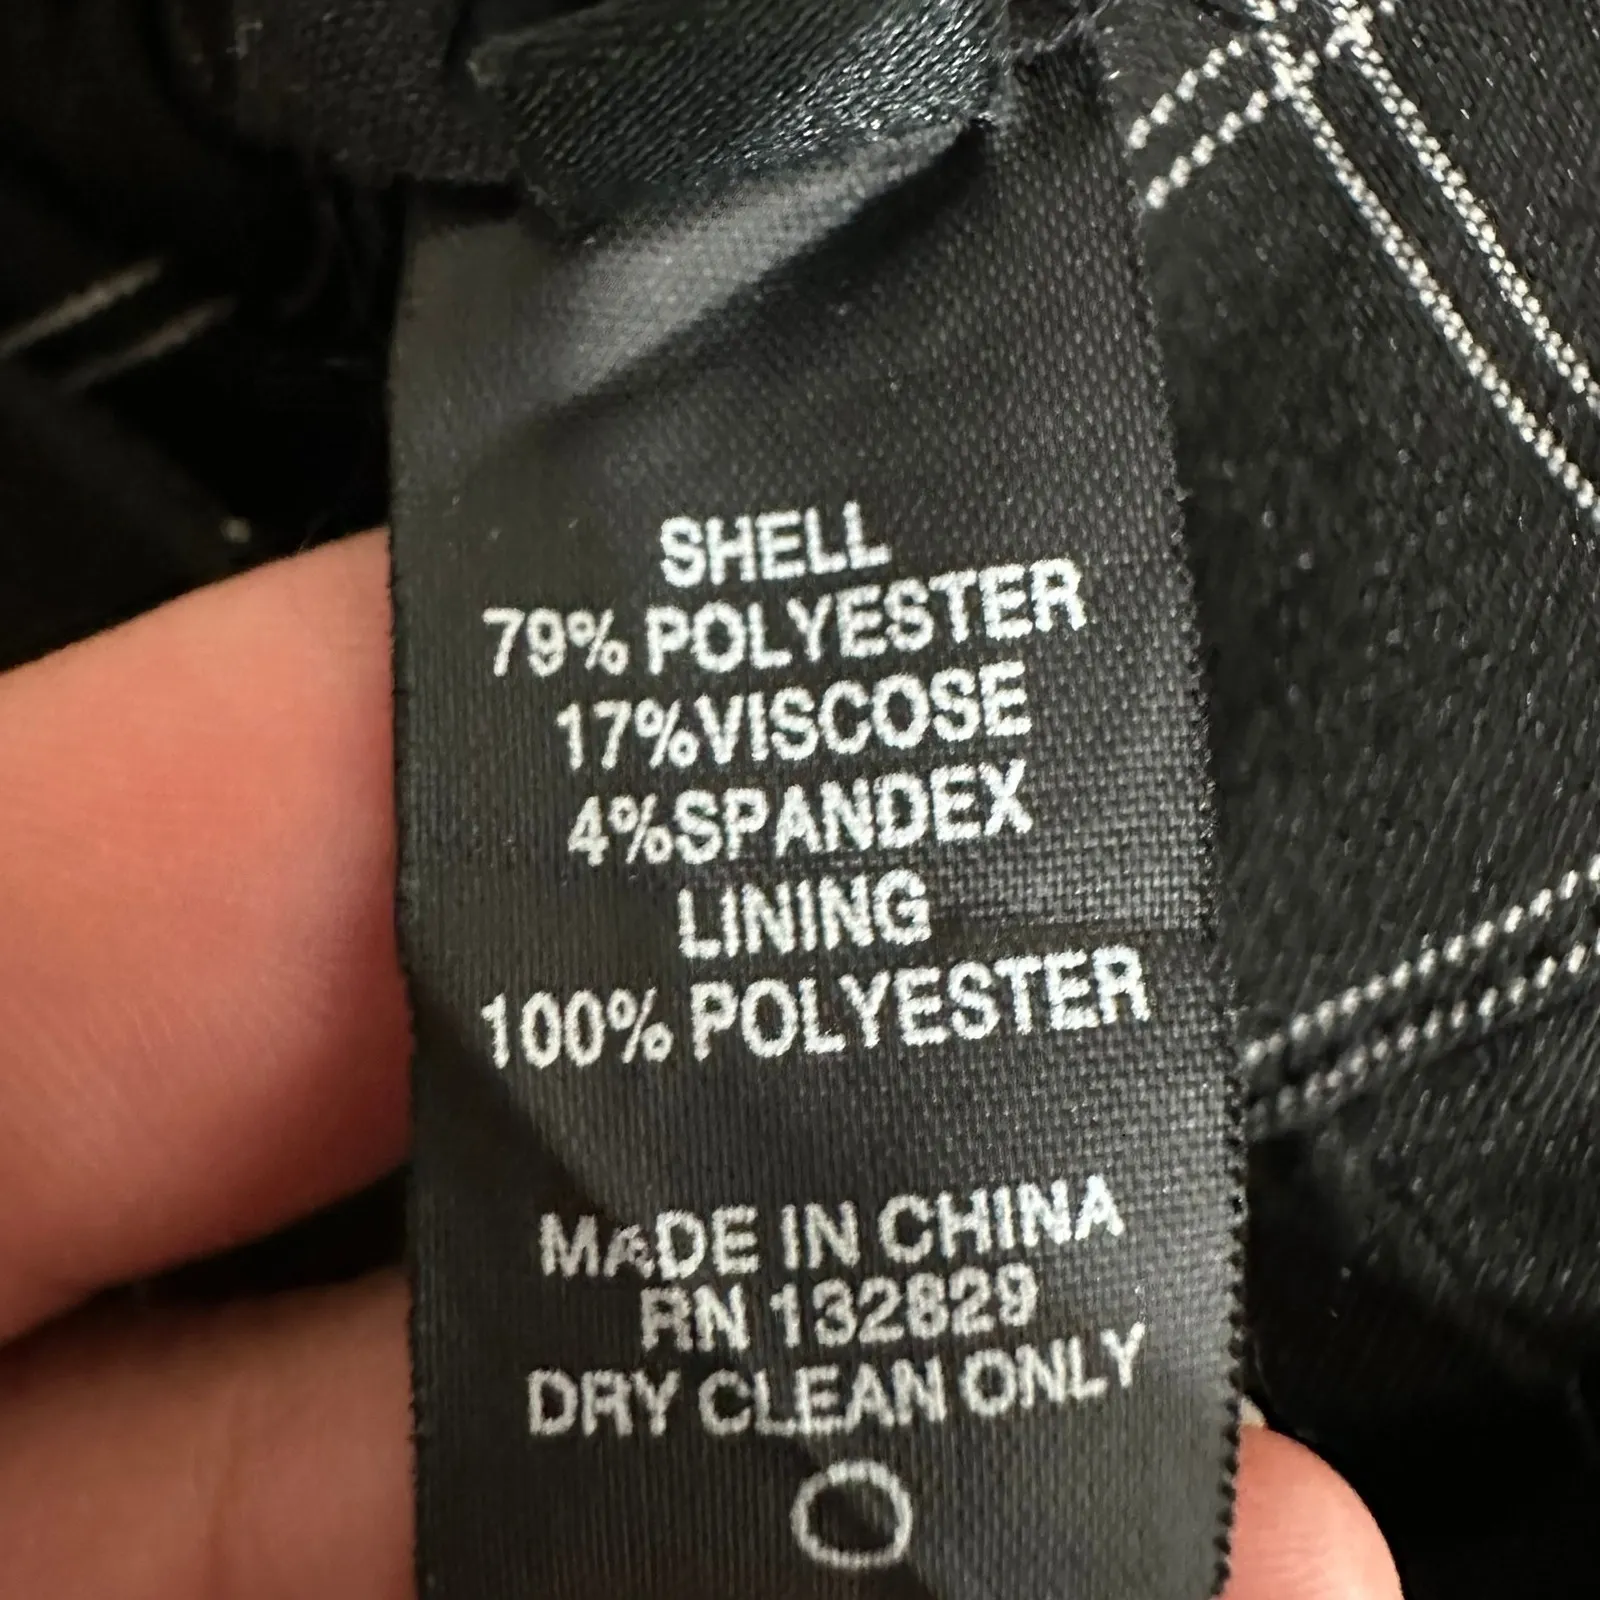 SHELL
79% POLYESTER
17%VISCOSE
4%SPANDEX
LINING
100% POLYESTER
MADE IN CHINA
RN 132829
DRY CLEAN ONLY